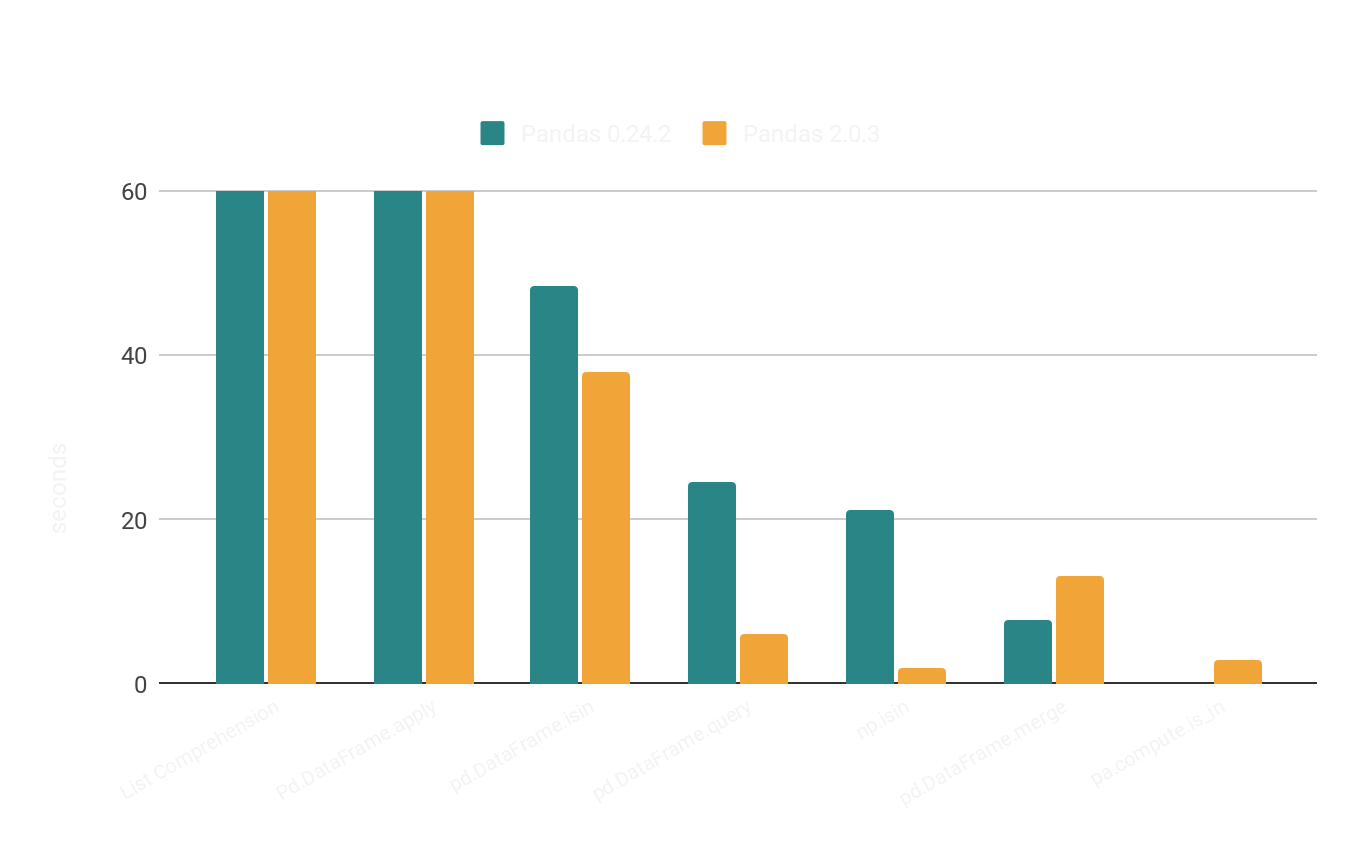 Pandas 0.24.2 Pandas 2.0.3
60
40
20
0
seconds
List Comprehension
Pd.DataFrame.apply
pd.DataFrame.isin
pd.DataFrame.query
np.isin
pd.DataFrame.merge
pa.compute.is_in